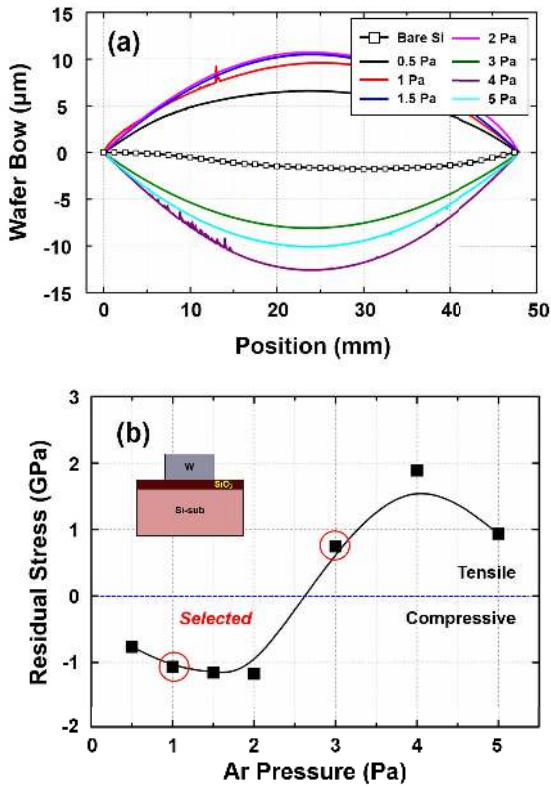 (a)
Bare Si
0.5 Pa
1 Pa
1.5 Pa
2 Pa
3 Pa
4 Pa
5 Pa
15
10
5
0
-5
-10
-15
Wafer Bow (μm)
0 10 20 30 40 50
Position (mm)
(b)
W
SiO2
Si-sub
3
2
1
0
-1
-2
Residual Stress (GPa)
Tensile
Selected
Compressive
0 1 2 3 4 5
Ar Pressure (Pa)